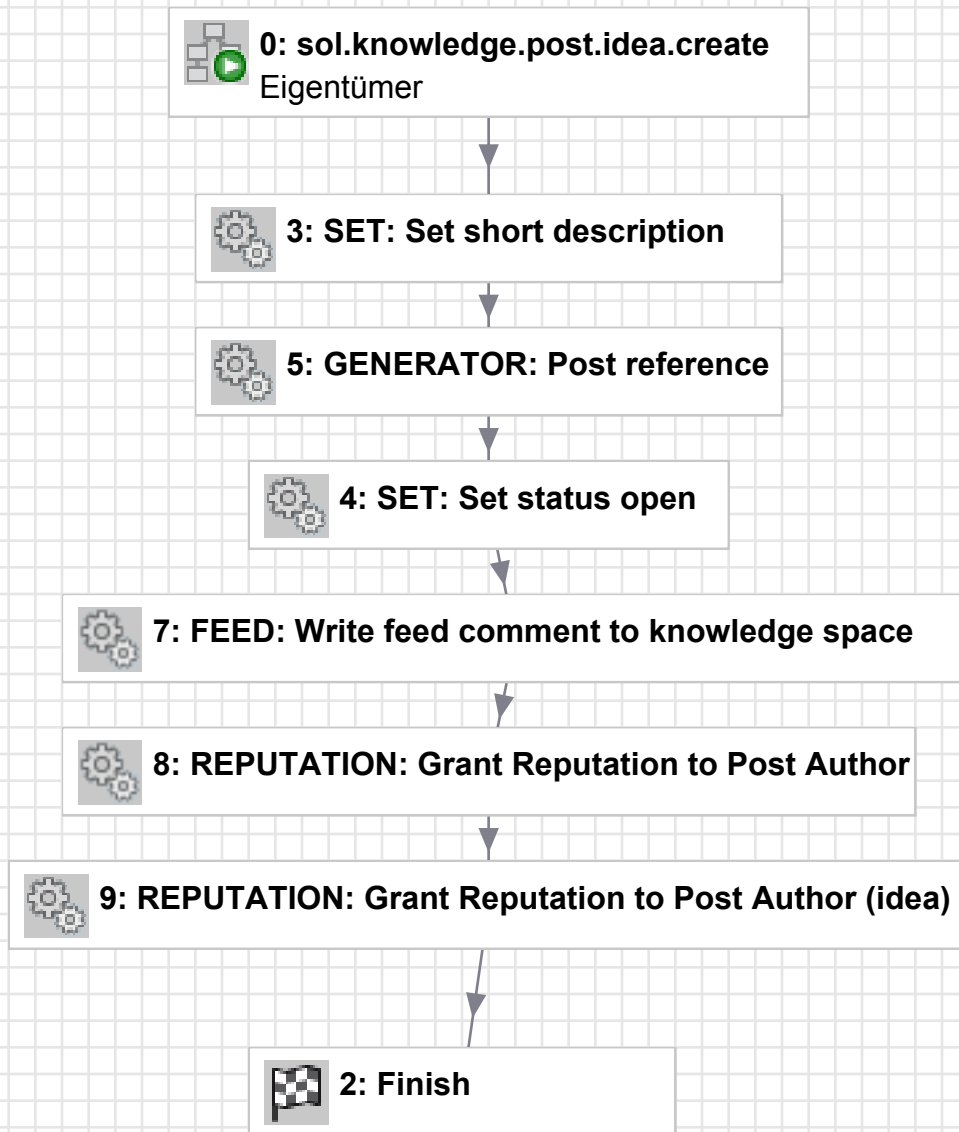 0: sol.knowledge.post.idea.create
Eigentümer
3: SET: Set short description
5: GENERATOR: Post reference
4: SET: Set status open
7: FEED: Write feed comment to knowledge space
8: REPUTATION: Grant Reputation to Post Author
9: REPUTATION: Grant Reputation to Post Author (idea)
2: Finish